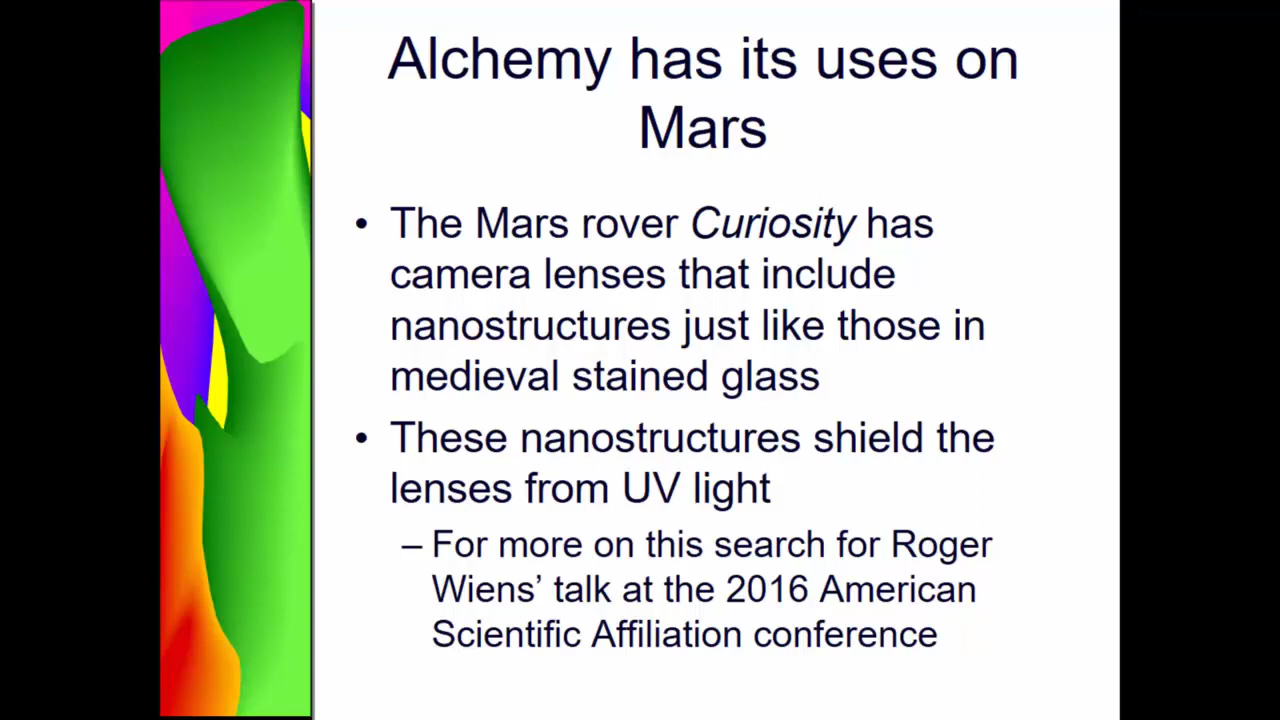 Alchemy has its uses on
Mars
• The Mars rover Curiosity has
camera lenses that include
nanostructures just like those in
medieval stained glass
• These nanostructures shield the
lenses from UV light
– For more on this search for Roger
Wiens’ talk at the 2016 American
Scientific Affiliation conference